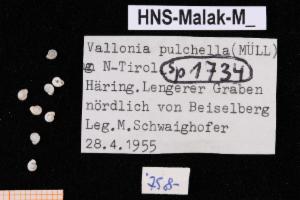 HNS-Malak-M_
Vallonia pulchella(MÜLL)
N-Tirol Sp 1734
Häring.Lengerer Graben
nördlich von Beiselberg
Leg.M.Schwaighofer
28.4.1955